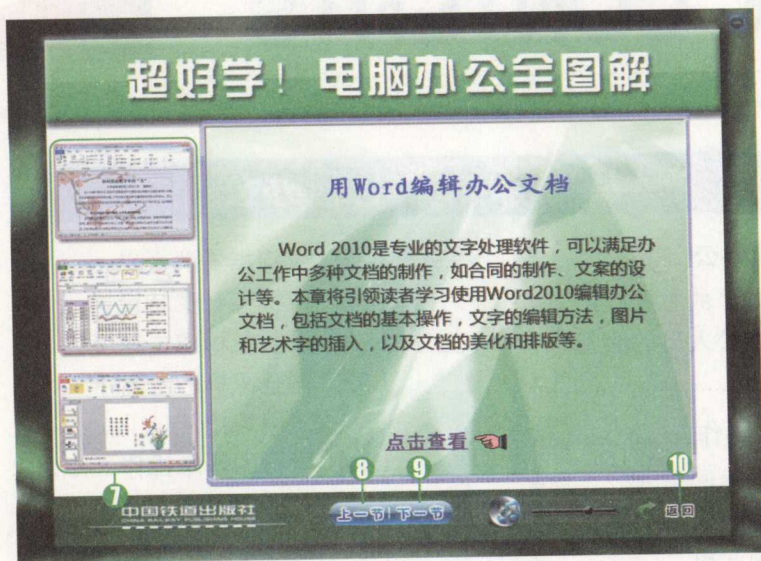 超好学！电脑办公全图解
用Word编辑办公文档
Word 2010是专业的文字处理软件，可以满足办
公工作中多种文档的制作，如合同的制作、文案的设
计等。本章将引领读者学习使用Word2010编辑办公
文档，包括文档的基本操作，文字的编辑方法，图片
和艺术字的插入，以及文档的美化和排版等。
点击查看
7
8
9
10
中国铁道出版社
CHINA RAILWAY PUBLISHING HOUSE
上一节|下一节
返回